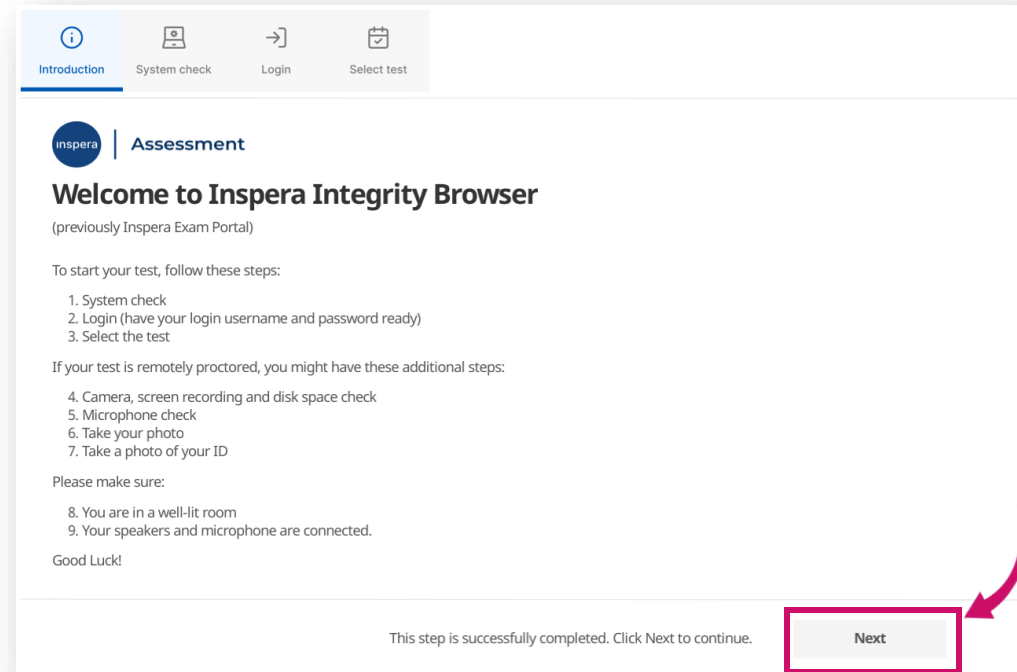 Introduction
System check
Login
Select test
inspera | Assessment
Welcome to Inspera Integrity Browser
(previously Inspera Exam Portal)
To start your test, follow these steps:
1. System check
2. Login (have your login username and password ready)
3. Select the test
If your test is remotely proctored, you might have these additional steps:
4. Camera, screen recording and disk space check
5. Microphone check
6. Take your photo
7. Take a photo of your ID
Please make sure:
8. You are in a well-lit room
9. Your speakers and microphone are connected.
Good Luck!
This step is successfully completed. Click Next to continue.
Next